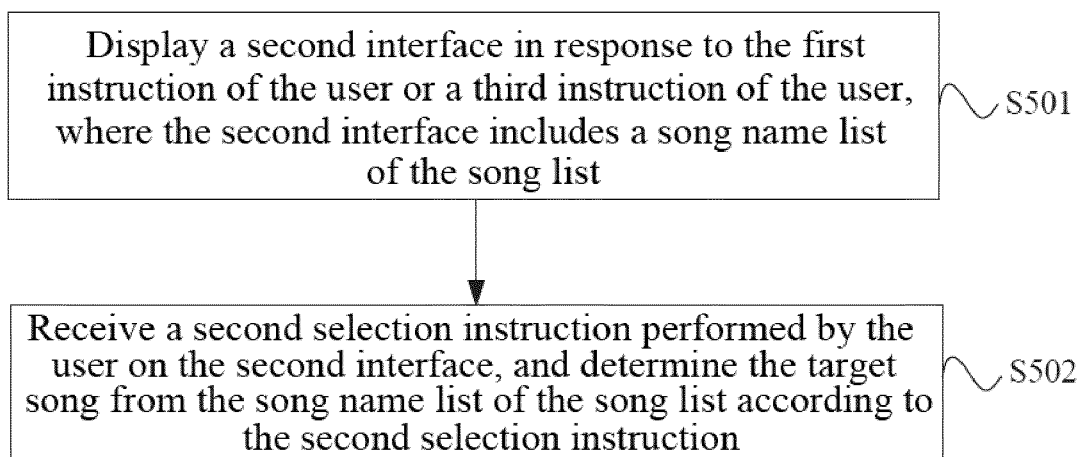 Display a second interface in response to the first
instruction of the user or a third instruction of the user,
where the second interface includes a song name list
of the song list
S501
Receive a second selection instruction performed by the
user on the second interface, and determine the target
song from the song name list of the song list according to
the second selection instruction
S502